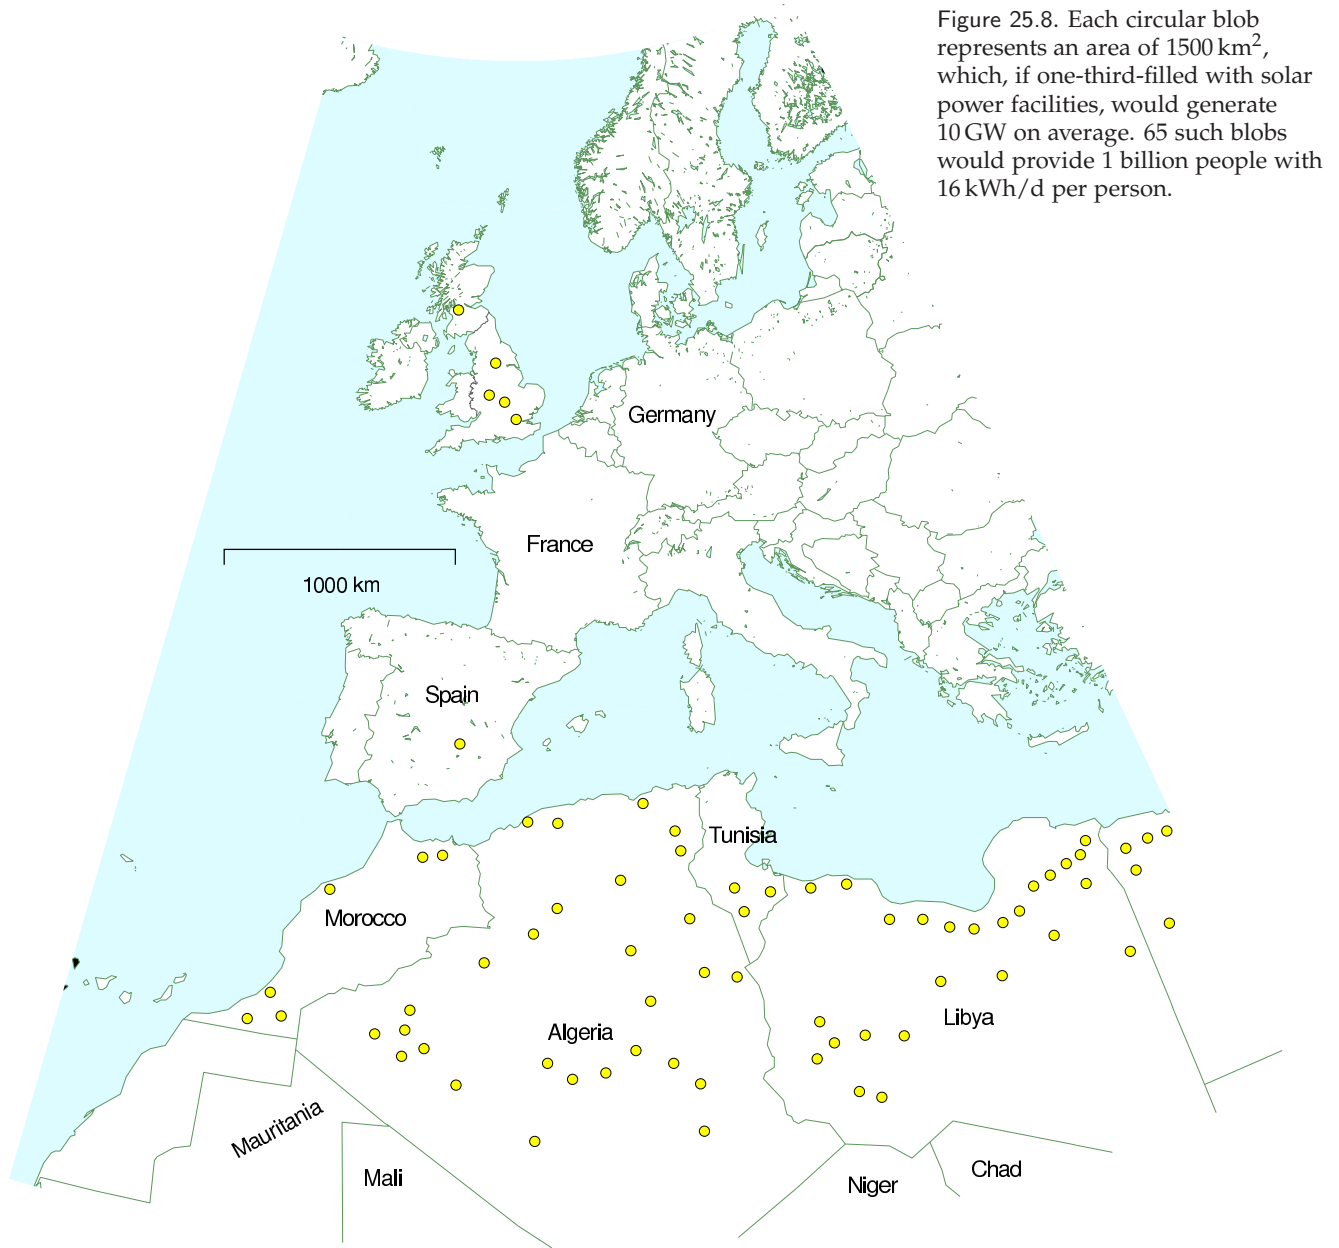 Figure 25.8. Each circular blob
represents an area of 1500 km²,
which, if one-third-filled with solar
power facilities, would generate
10 GW on average. 65 such blobs
would provide 1 billion people with
16 kWh/d per person.
Germany
France
1000 km
Spain
Tunisia
Morocco
Algeria
Libya
Mauritania
Mali
Niger
Chad